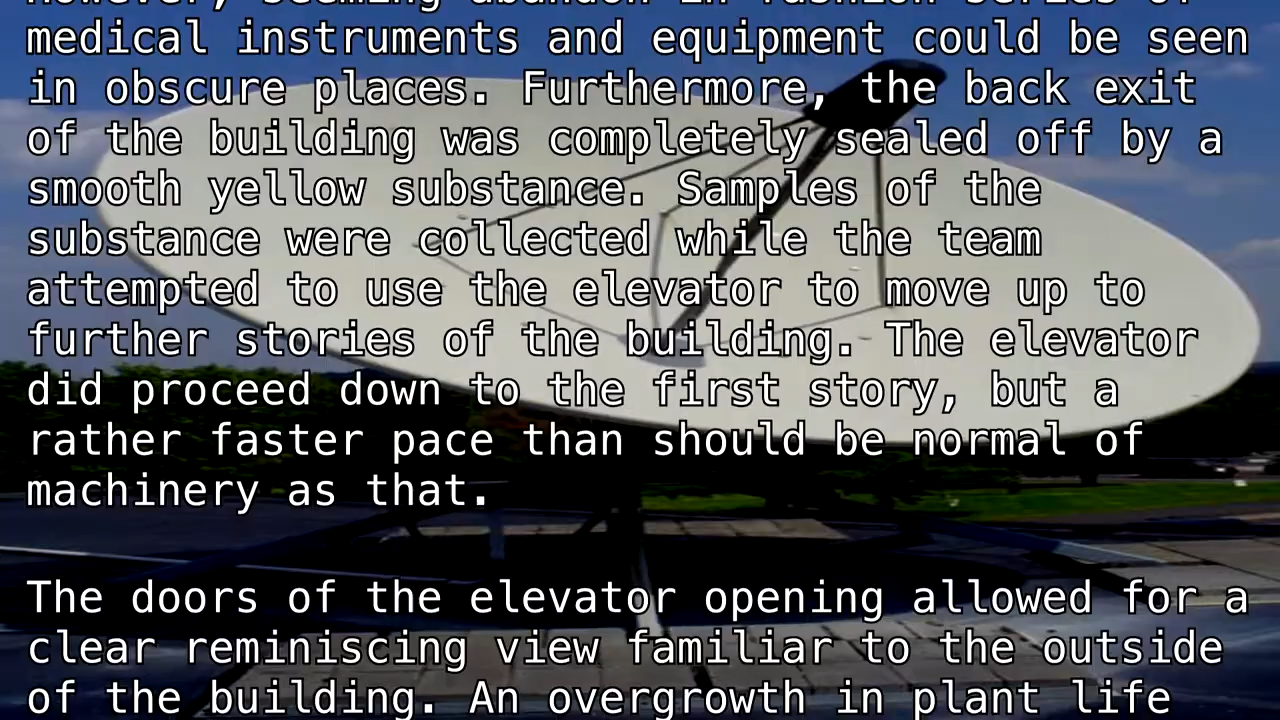 however, seeming abandon in fashion series of
medical instruments and equipment could be seen
in obscure places. Furthermore, the back exit
of the building was completely sealed off by a
smooth yellow substance. Samples of the
substance were collected while the team
attempted to use the elevator to move up to
further stories of the building. The elevator
did proceed down to the first story, but a
rather faster pace than should be normal of
machinery as that.
The doors of the elevator opening allowed for a
clear reminiscing view familiar to the outside
of the building. An overgrowth in plant life